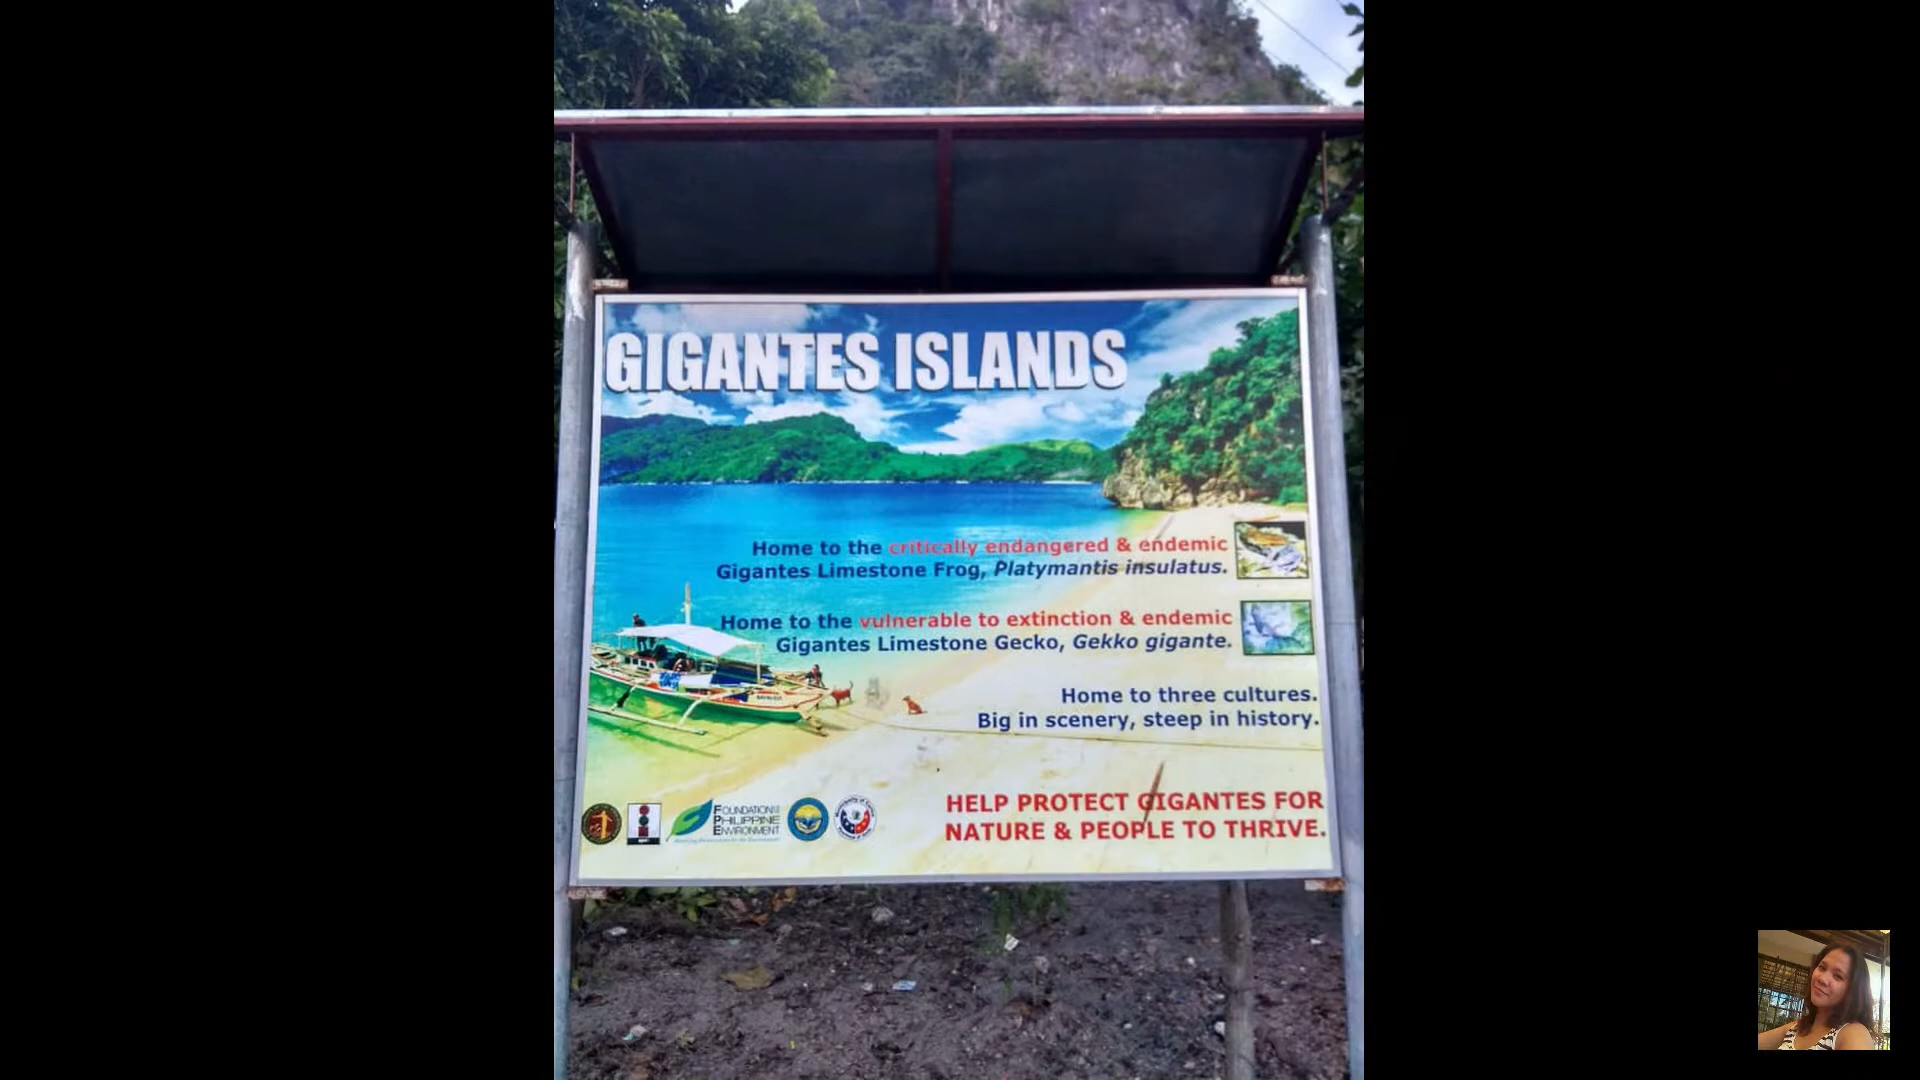 GIGANTES ISLANDS
Home to the critically endangered & endemic
Gigantes Limestone Frog, Platymantis insulatus.
Home to the vulnerable to extinction & endemic
Gigantes Limestone Gecko, Gekko gigante.
Home to three cultures.
Big in scenery, steep in history.
HELP PROTECT GIGANTES FOR
NATURE & PEOPLE TO THRIVE.
FOUNDATION
PHILIPPINE
ENVIRONMENT